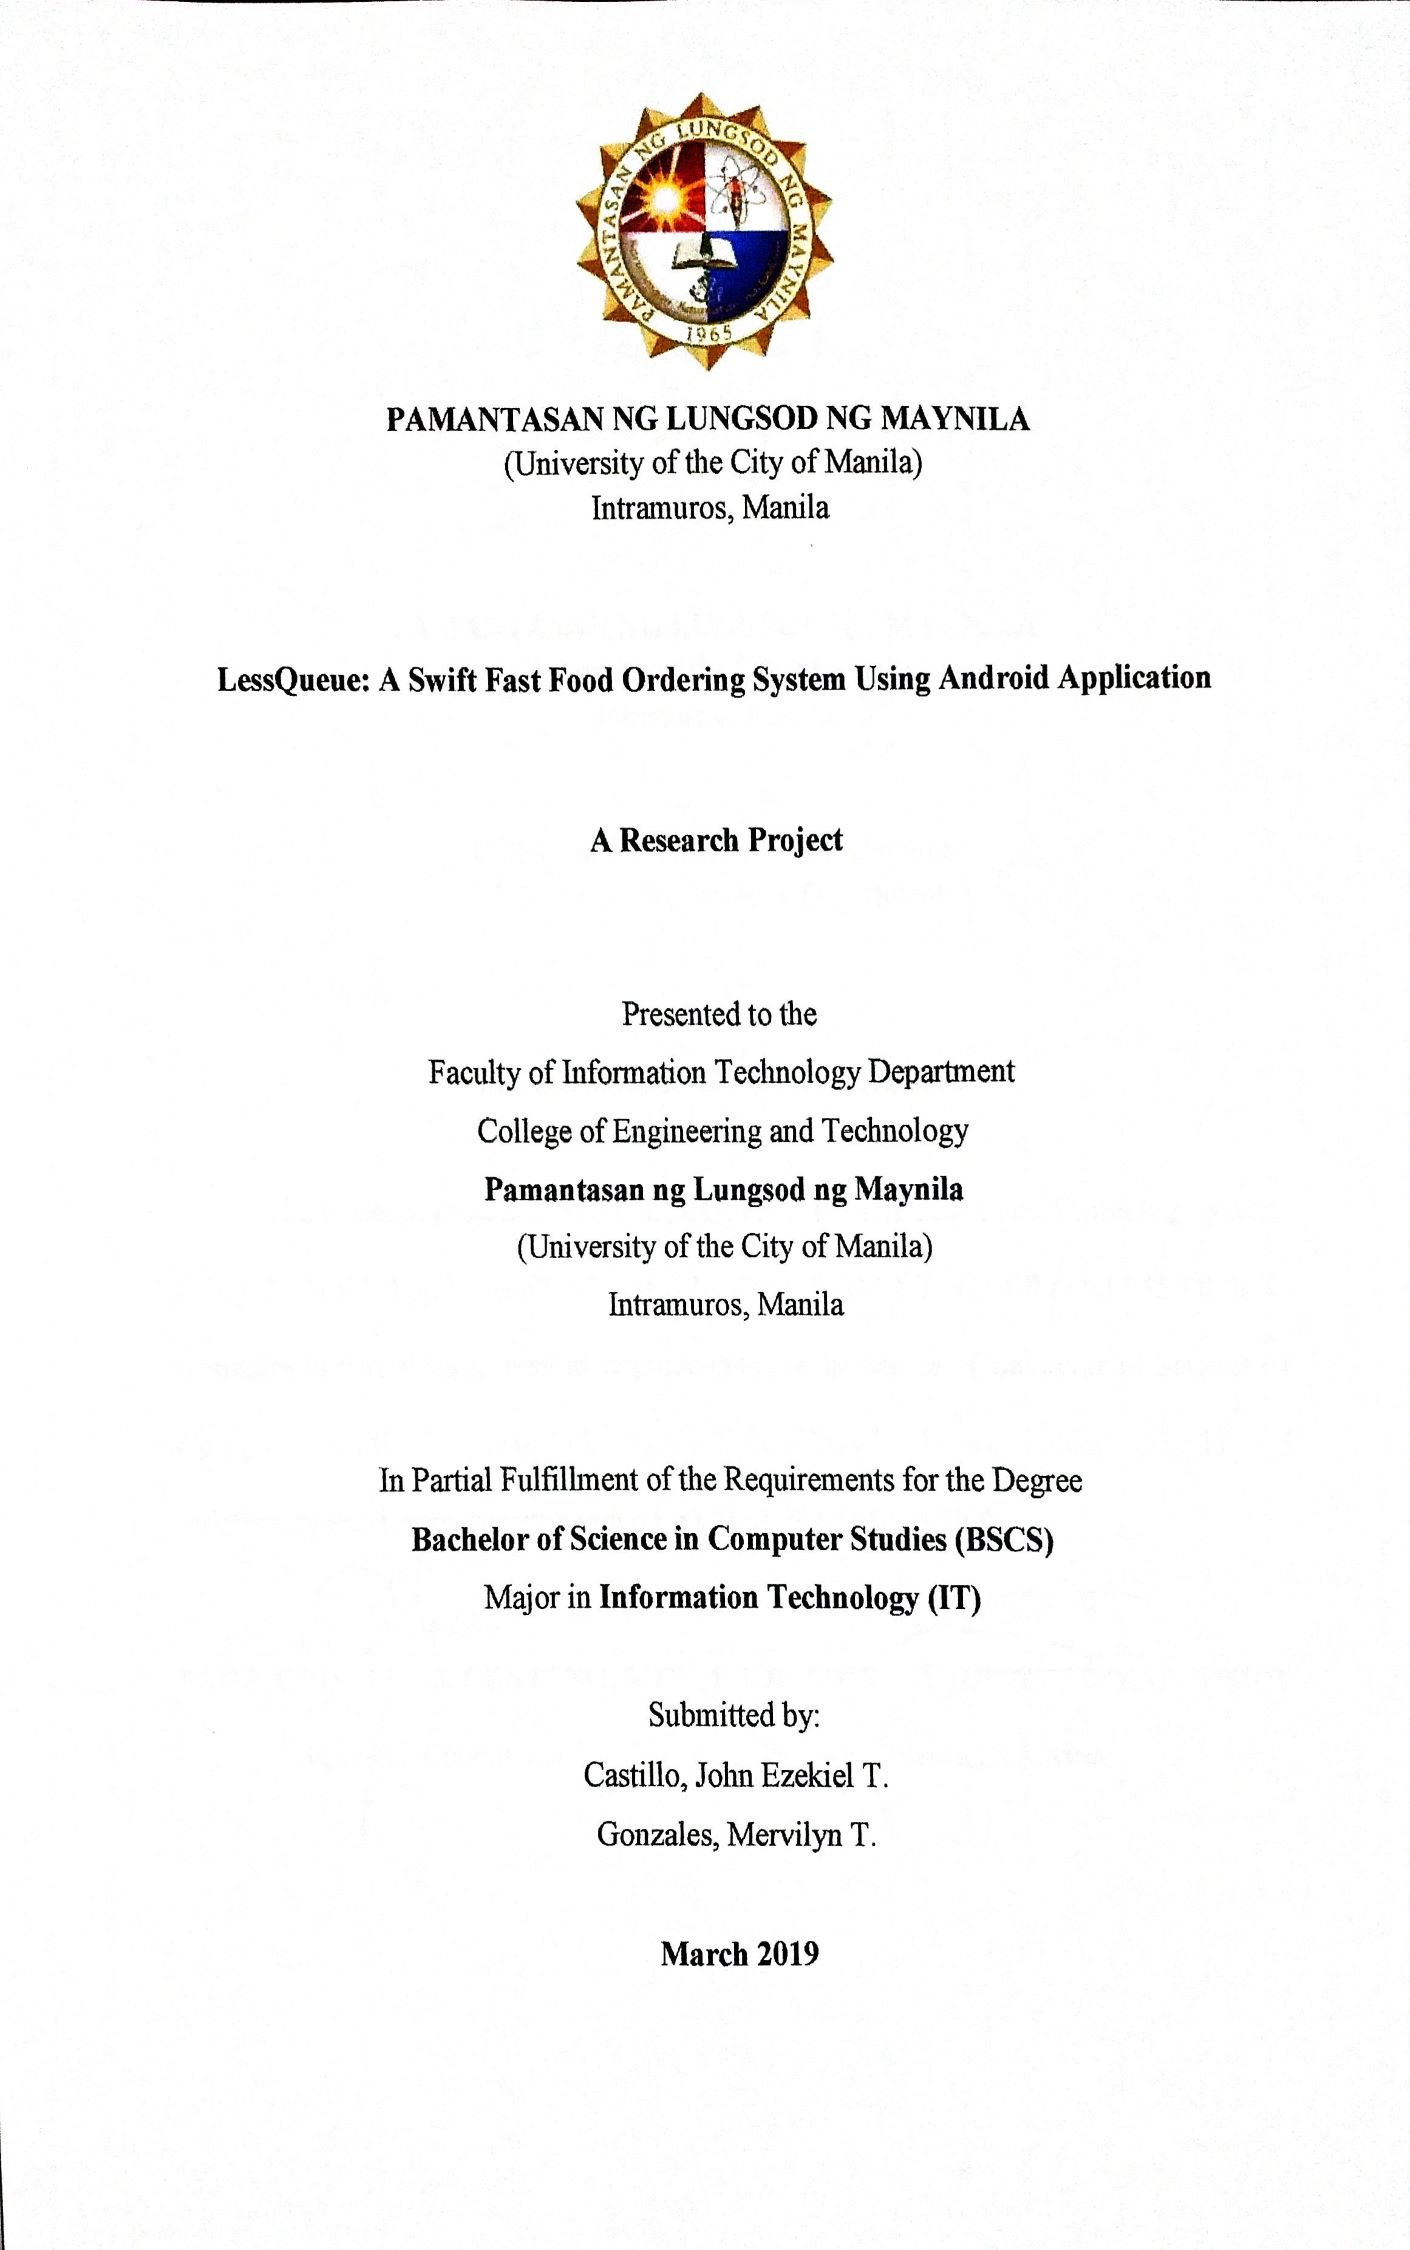 PAMANTASAN NG LUNGSOD NG MAYNILA
1965
PAMANTASAN NG LUNGSOD NG MAYNILA
(University of the City of Manila)
Intramuros, Manila
LessQueue: A Swift Fast Food Ordering System Using Android Application
A Research Project
Presented to the
Faculty of Information Technology Department
College of Engineering and Technology
Pamantasan ng Lungsod ng Maynila
(University of the City of Manila)
Intramuros, Manila
In Partial Fulfillment of the Requirements for the Degree
Bachelor of Science in Computer Studies (BSCS)
Major in Information Technology (IT)
Submitted by:
Castillo, John Ezekiel T.
Gonzales, Mervilyn T.
March 2019